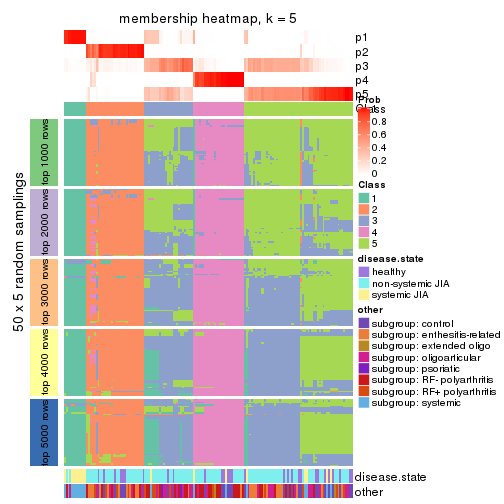 membership heatmap, k = 5
p1
p2
p3
p4
p5
Class
50 x 5 random samplings
top 1000 rows
top 2000 rows
top 3000 rows
top 4000 rows
top 5000 rows
Prob
1
0.8
0.6
0.4
0.2
0
Class
1
2
3
4
5
disease.state
healthy
non-systemic JIA
systemic JIA
other
subgroup: control
subgroup: enthesitis-related
subgroup: extended oligo
subgroup: oligoarticular
subgroup: psoriatic
subgroup: RF- polyarthritis
subgroup: RF+ polyarthritis
subgroup: systemic
disease.state
other